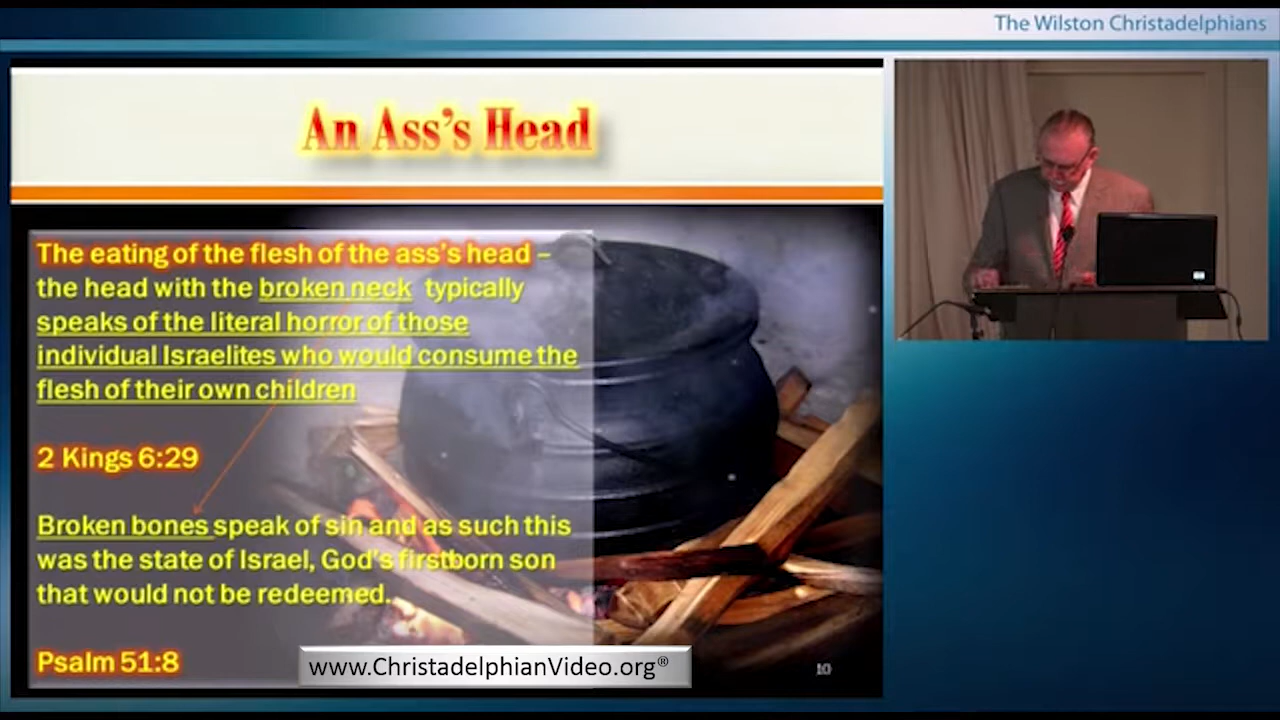 The Wilston Christadelphians
An Ass's Head
The eating of the flesh of the ass's head –
the head with the broken neck typically
speaks of the literal horror of those
individual Israelites who would consume the
flesh of their own children
2 Kings 6:29
Broken bones speak of sin and as such this
was the state of Israel, God's firstborn son
that would not be redeemed.
Psalm 51:8
www.ChristadelphianVideo.org®
10